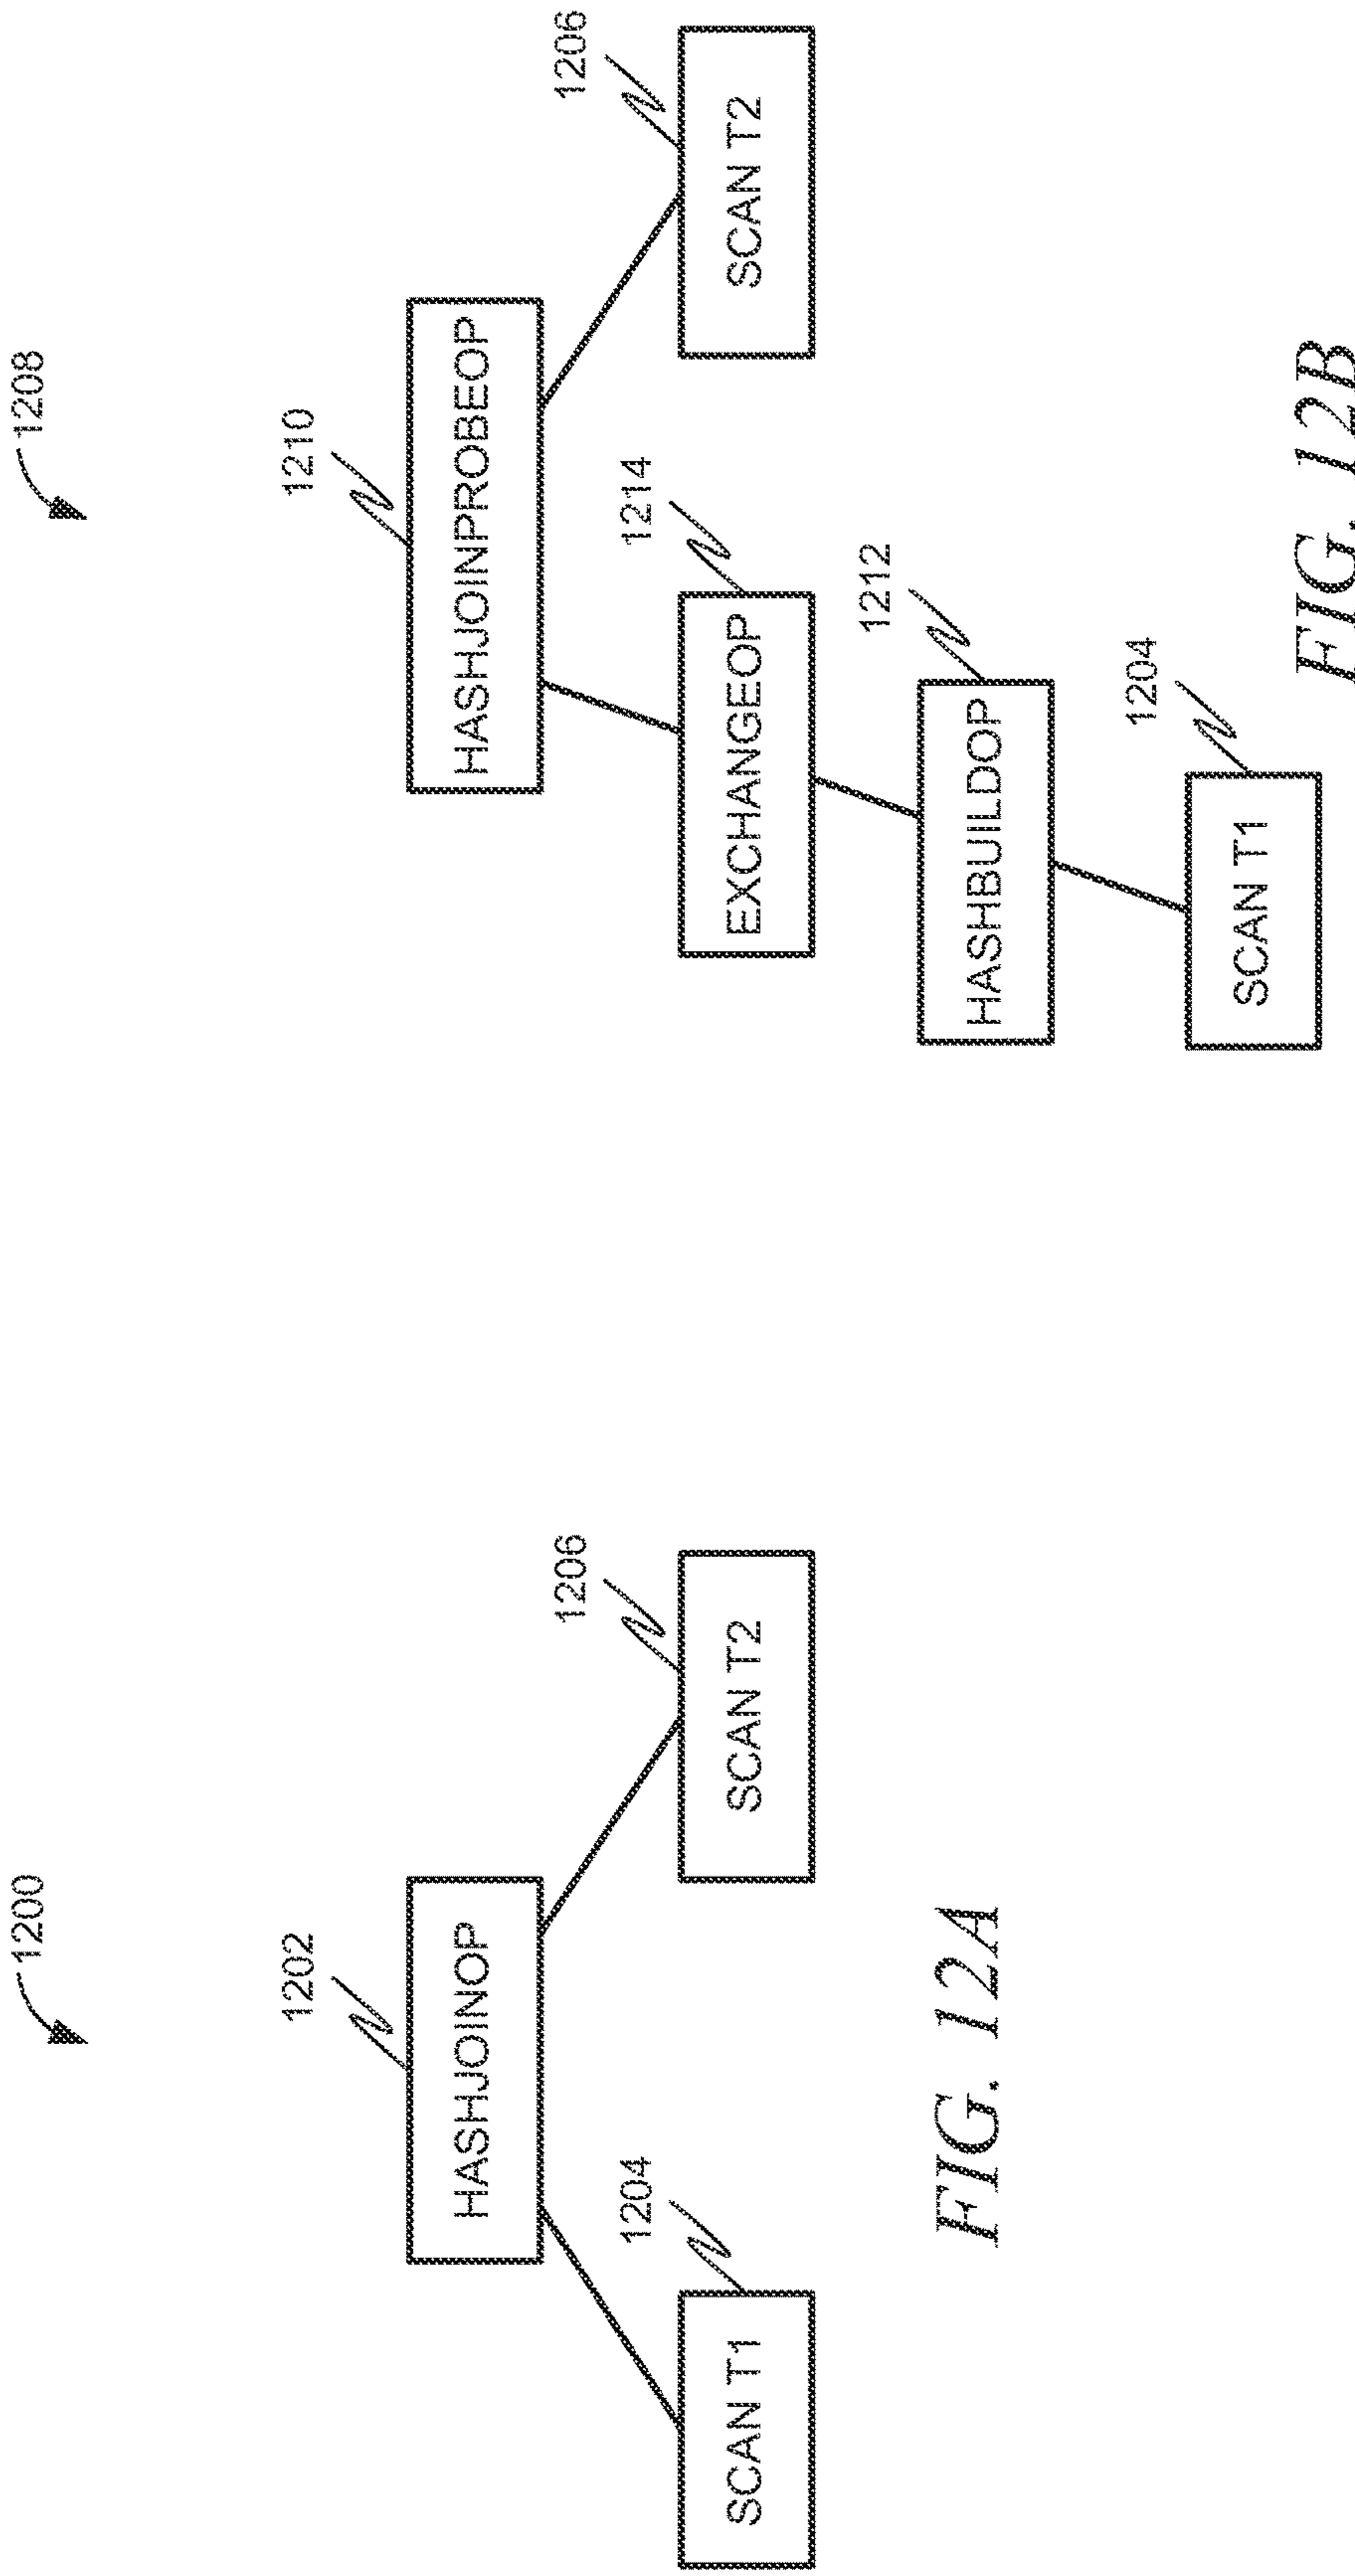 1200
1202
HASHJOINOP
1204
SCAN T1
1206
SCAN T2
FIG. 12A
1208
1210
HASHJOINPROBEOP
1214
EXCHANGEOP
1206
SCAN T2
1212
HASHBUILDOP
1204
SCAN T1
FIG. 12B